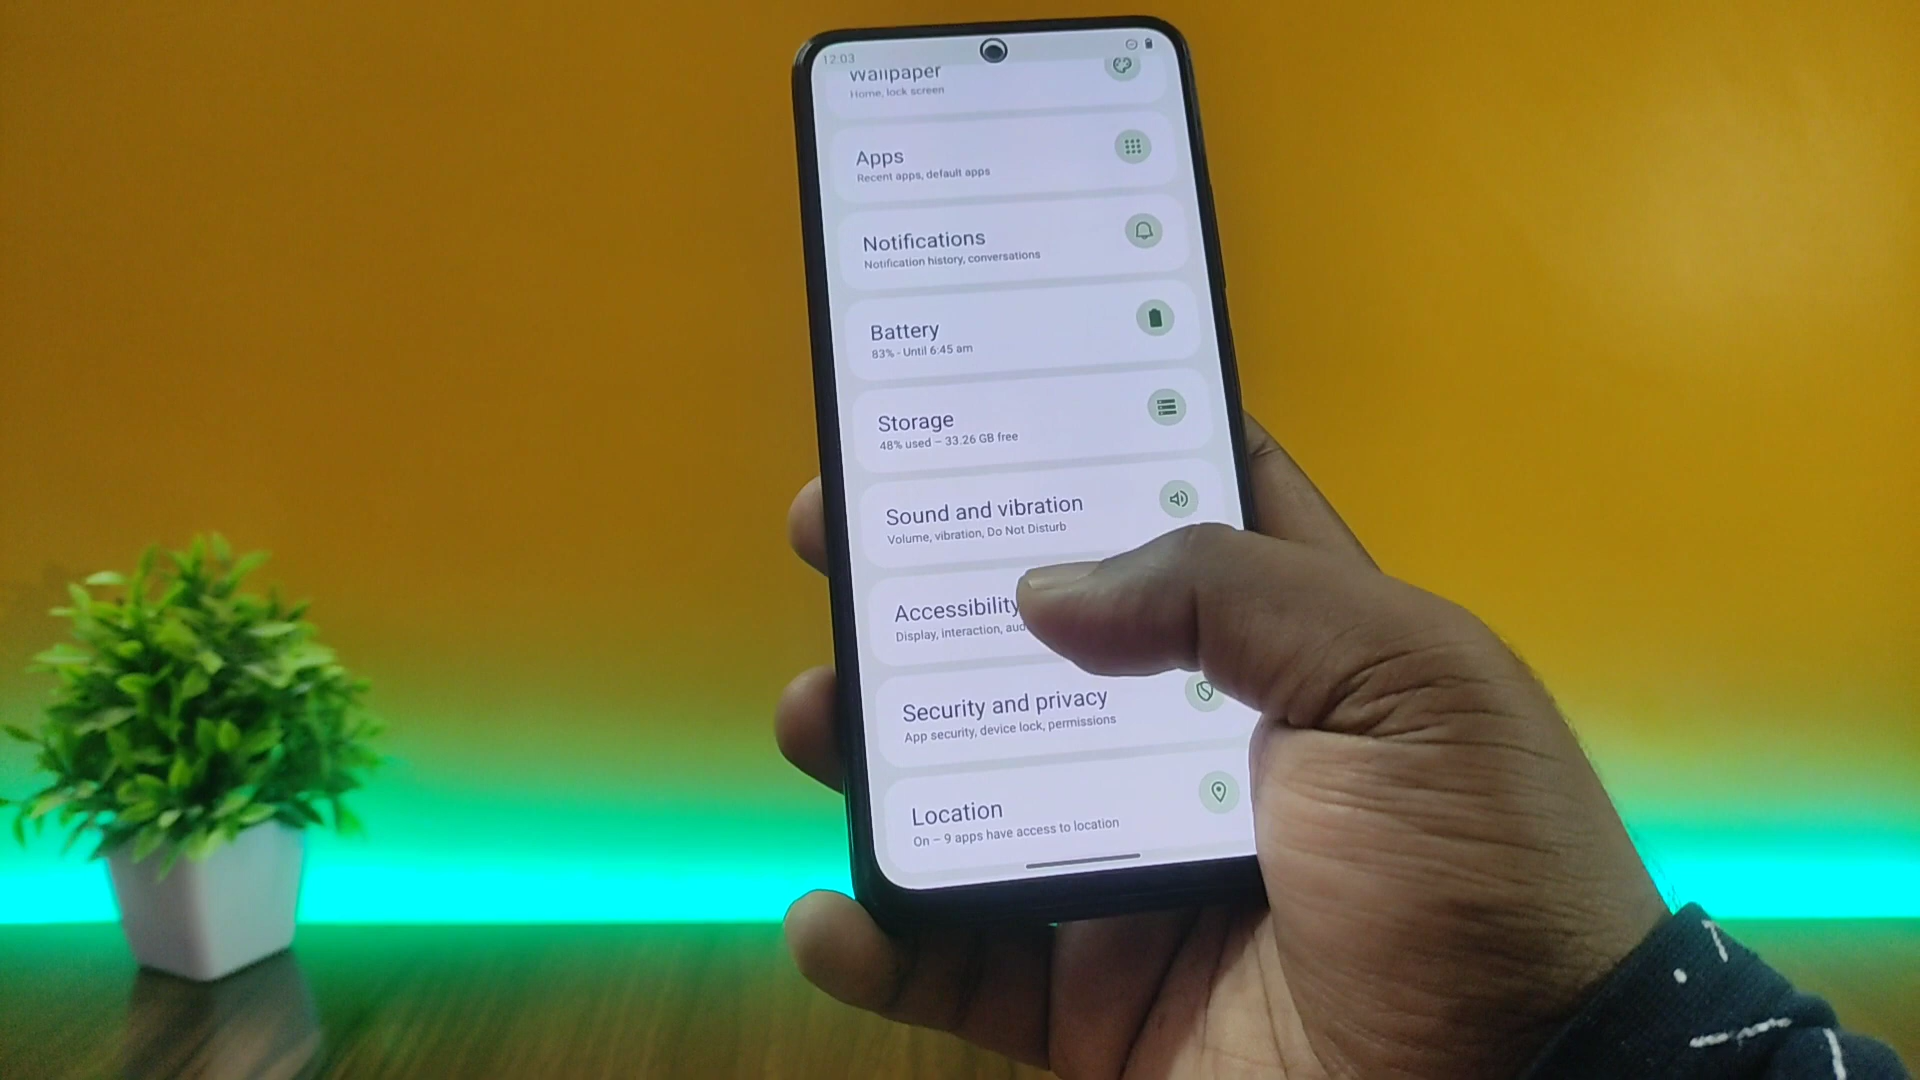 12:03
Wallpaper
Home, lock screen
Apps
Recent apps, default apps
Notifications
Notification history, conversations
Battery
83% - Until 6:45 am
Storage
48% used – 33.26 GB free
Sound and vibration
Volume, vibration, Do Not Disturb
Accessibility
Display, interaction, aud
Security and privacy
App security, device lock, permissions
Location
On – 9 apps have access to location